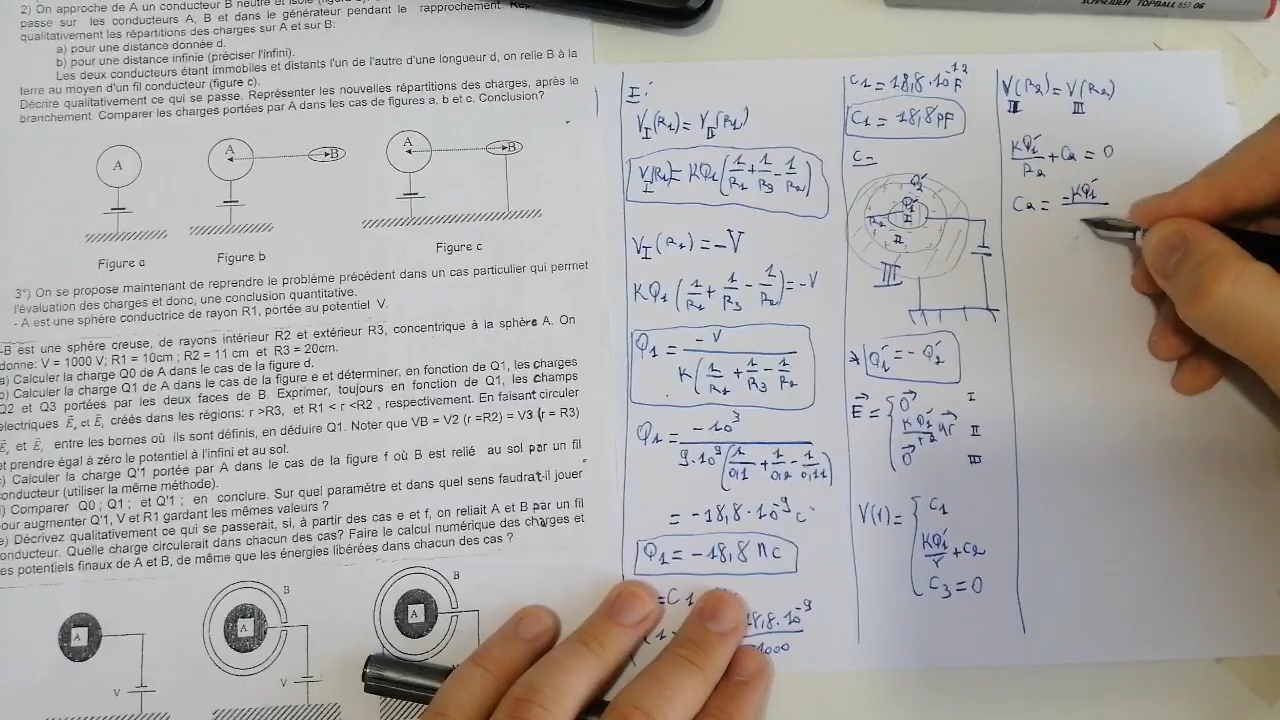 2) On approche de A un conducteur B neutre et isolé
passe sur les conducteurs A, B et dans le générateur pendant le rapprochement
qualitativement les répartitions des charges sur A et sur B:
a) pour une distance donnée d.
b) pour une distance infinie (préciser l'infini).
Les deux conducteurs étant immobiles et distants l'un de l'autre d'une longueur d, on relie B à la
terre au moyen d'un fil conducteur (figure c).
Décrire qualitativement ce qui se passe. Représenter les nouvelles répartitions des charges, après le
branchement. Comparer les charges portées par A dans les cas de figures a, b et c. Conclusion?
A
A
B
A
B
Figure a
Figure b
Figure c
3°) On se propose maintenant de reprendre le problème précédent dans un cas particulier qui permet
l'évaluation des charges et donc, une conclusion quantitative.
- A est une sphère conductrice de rayon R1, portée au potentiel V.
-B est une sphère creuse, de rayons intérieur R2 et extérieur R3, concentrique à la sphère A. On
donne: V = 1000 V; R1 = 10cm ; R2 = 11 cm et R3 = 20cm.
a) Calculer la charge Q0 de A dans le cas de la figure d.
b) Calculer la charge Q1 de A dans le cas de la figure e et déterminer, en fonction de Q1, les charges
Q2 et Q3 portées par les deux faces de B. Exprimer, toujours en fonction de Q1, les champs
électriques créés dans les régions: r >R3, et R1 < r <R2 , respectivement. En faisant circuler
entre les bornes où ils sont définis, en déduire Q1. Noter que VB = V2 (r =R2) = V3 (r = R3)
et prendre égal à zéro le potentiel à l'infini et au sol.
c) Calculer la charge Q'1 portée par A dans le cas de la figure f où B est relié au sol par un fil
conducteur (utiliser la même méthode).
d) Comparer Q0 ; Q1 ; et Q'1 ; en conclure. Sur quel paramètre et dans quel sens faudrait-il jouer
pour augmenter Q'1, V et R1 gardant les mêmes valeurs ?
e) Décrivez qualitativement ce qui se passerait, si, à partir des cas e et f, on reliait A et B par un fil
conducteur. Quelle charge circulerait dans chacun des cas? Faire le calcul numérique des charges et
des potentiels finaux de A et B, de même que les énergies libérées dans chacun des cas ?
A
V
A
B
V
A
B
I:
V_I(R1) = V_II(R1)
V_I(R1) = KQ1(1/R1 + 1/R3 - 1/R2)
V_I(R1) = -V
KQ1(1/R1 + 1/R3 - 1/R2) = -V
Q1 = -V / K(1/R1 + 1/R3 - 1/R2)
Q1 = -10³ / 9·10⁹(1/0,1 + 1/0,2 - 1/0,11)
= -18,8·10⁻⁹ C
Q1 = -18,8 nC
=C1
18,8·10⁻⁹
1000
C1 = 18,8·10⁻¹² F
C1 = 18,8 pF
C-
Q'2
Q'1
I
R2
II
III
* Q'1 = - Q'2
E⃗ = { 0⃗ I
KQ'1/r² u⃗r II
0⃗ III
V(r) = { C1
KQ'1/r + C2
C3 = 0
V_II(R2) = V_III(R2)
KQ'1/R2 + C2 = 0
C2 = -KQ'1
SCHNEIDER TOPBALL 857 06